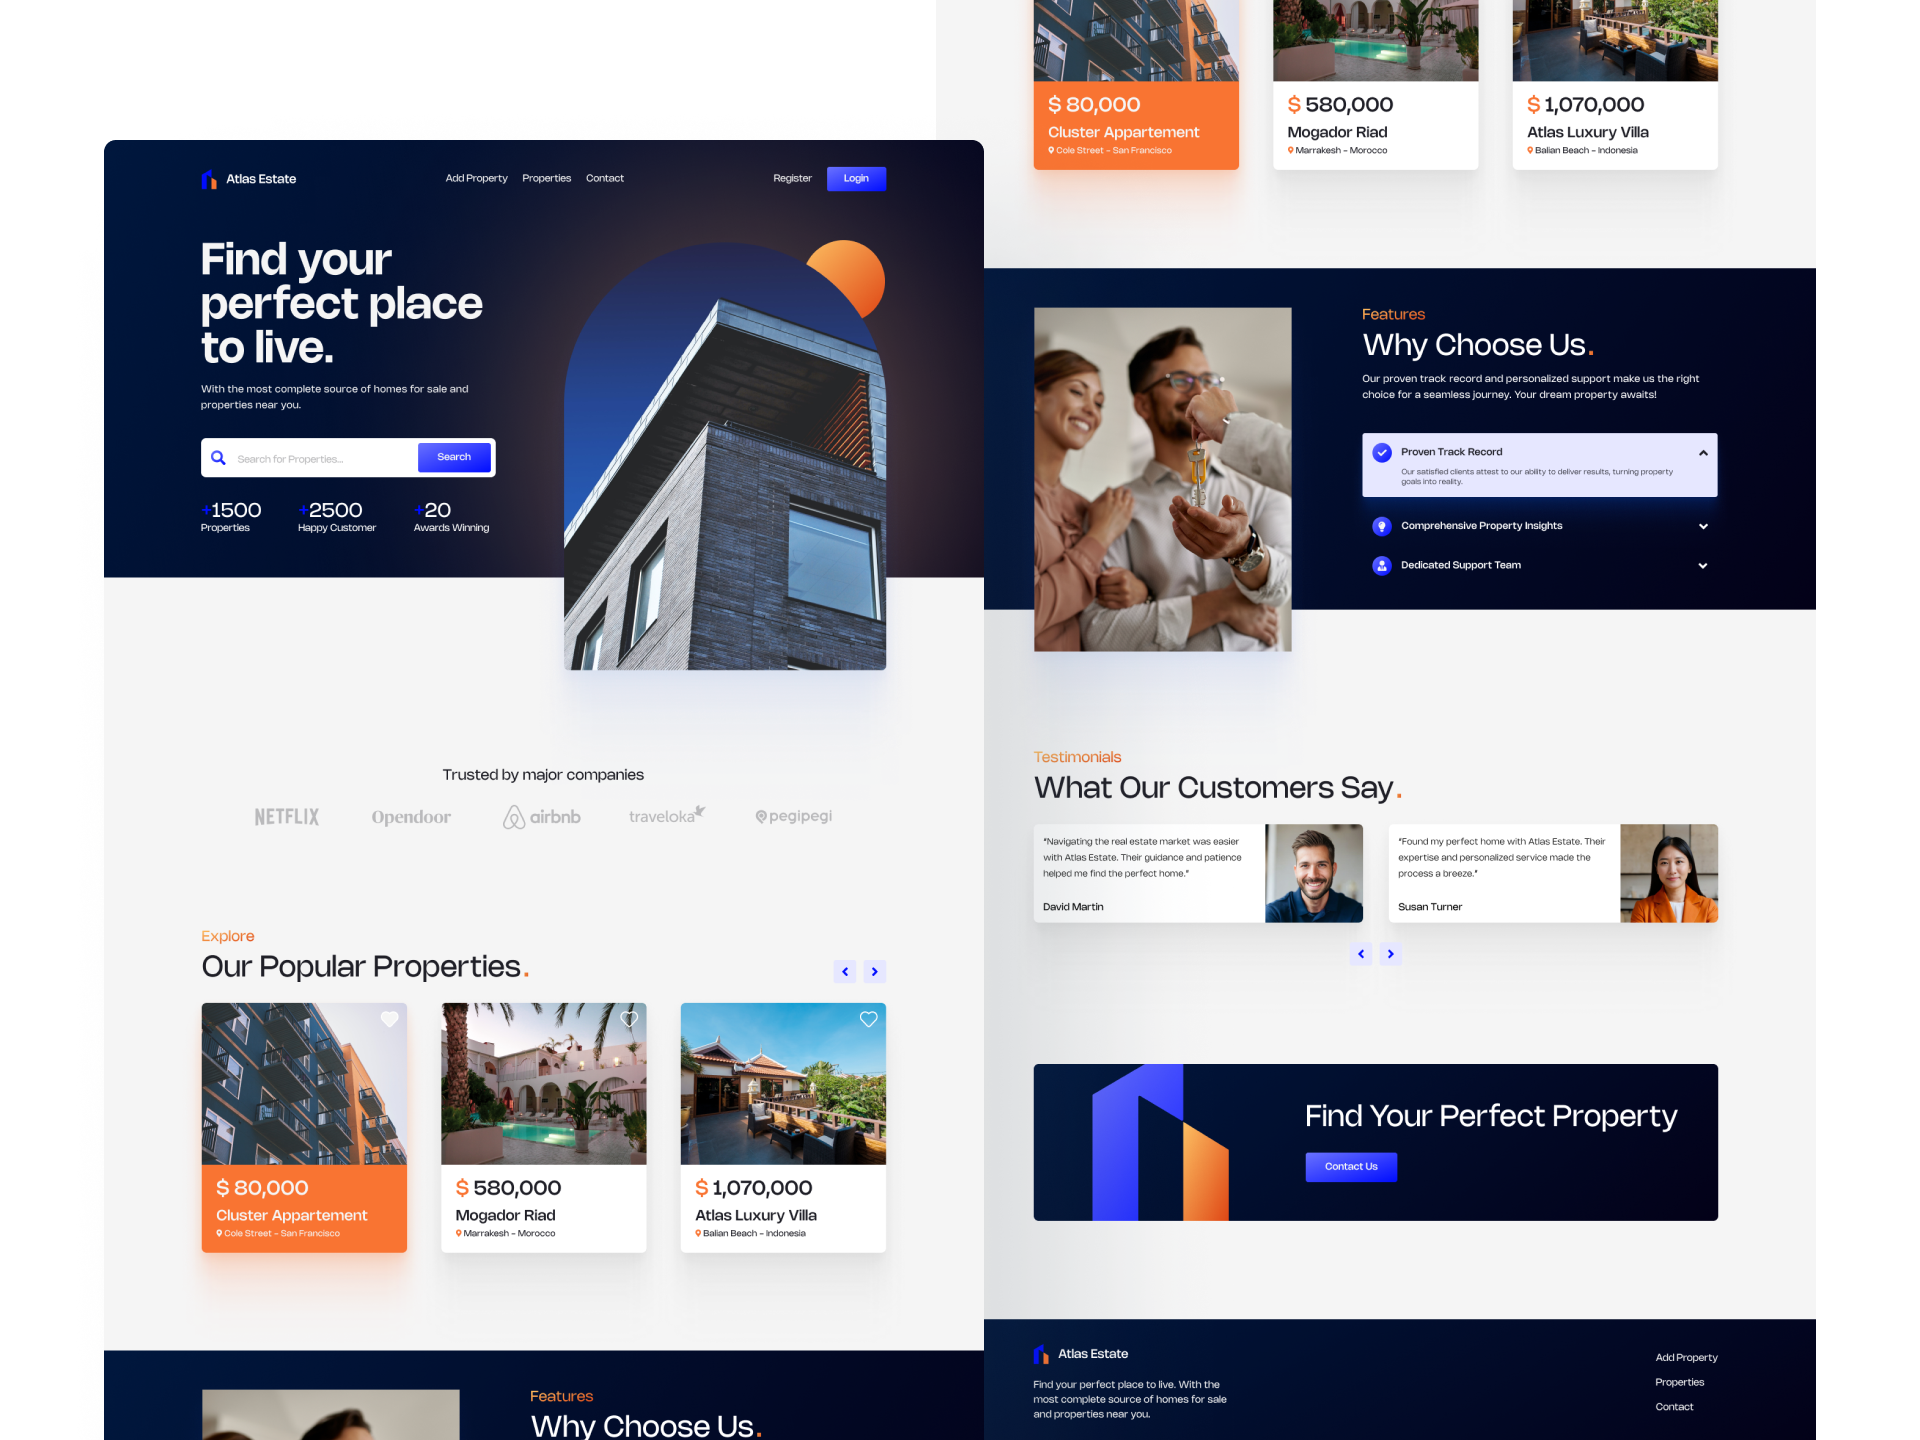 Atlas Estate
Add Property Properties Contact
Register Login
Find your
perfect place
to live.
With the most complete source of homes for sale and
properties near you.
Search for Properties...
Search
+1500
Properties
+2500
Happy Customer
+20
Awards Winning
Trusted by major companies
NETFLIX
Opendoor
airbnb
traveloka
pegipegi
Explore
Our Popular Properties.
$ 80,000
Cluster Appartement
Cole Street - San Francisco
$ 580,000
Mogador Riad
Marrakesh - Morocco
$ 1,070,000
Atlas Luxury Villa
Balian Beach - Indonesia
Features
Why Choose Us.
$ 80,000
Cluster Appartement
Cole Street - San Francisco
$ 580,000
Mogador Riad
Marrakesh - Morocco
$ 1,070,000
Atlas Luxury Villa
Balian Beach - Indonesia
Features
Why Choose Us.
Our proven track record and personalized support make us the right
choice for a seamless journey. Your dream property awaits!
Proven Track Record
Our satisfied clients attest to our ability to deliver results, turning property
goals into reality.
Comprehensive Property Insights
Dedicated Support Team
Testimonials
What Our Customers Say.
"Navigating the real estate market was easier
with Atlas Estate. Their guidance and patience
helped me find the perfect home."
David Martin
"Found my perfect home with Atlas Estate. Their
expertise and personalized service made the
process a breeze."
Susan Turner
Find Your Perfect Property
Contact Us
Atlas Estate
Find your perfect place to live. With the
most complete source of homes for sale
and properties near you.
Add Property
Properties
Contact